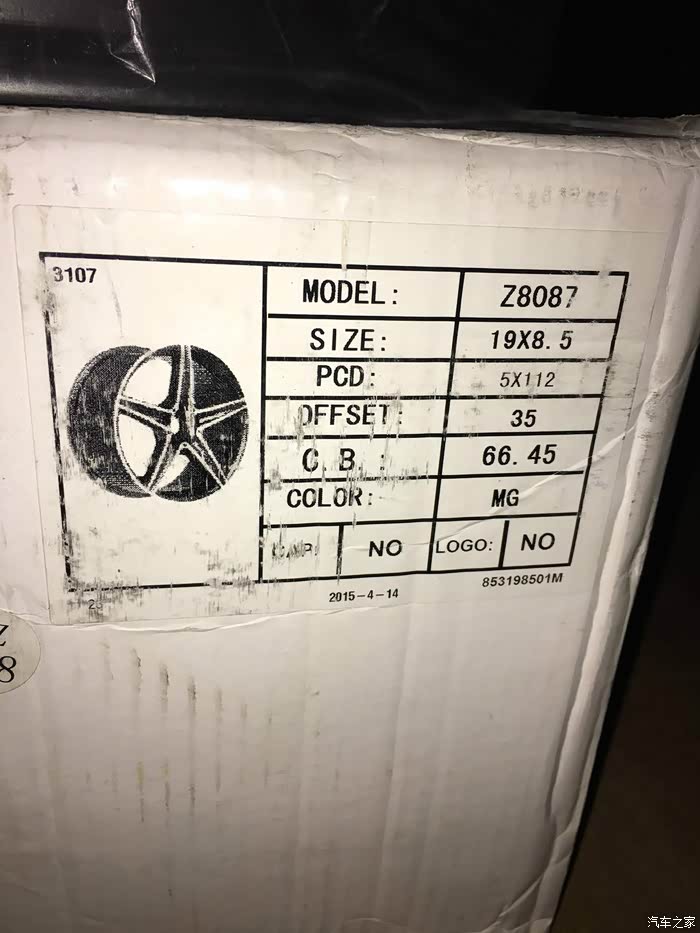 3107
MODEL: Z8087
SIZE: 19X8.5
PCD: 5X112
OFFSET: 35
C.B.: 66.45
COLOR: MG
CAP: NO LOGO: NO
2015-4-14
853198501M
汽车之家